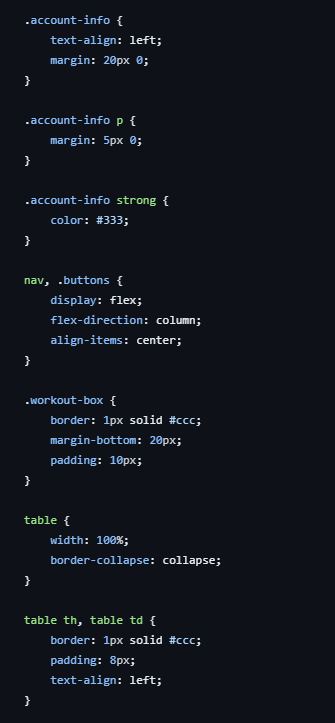 .account-info {
    text-align: left;
    margin: 20px 0;
}

.account-info p {
    margin: 5px 0;
}

.account-info strong {
    color: #333;
}

nav, .buttons {
    display: flex;
    flex-direction: column;
    align-items: center;
}

.workout-box {
    border: 1px solid #ccc;
    margin-bottom: 20px;
    padding: 10px;
}

table {
    width: 100%;
    border-collapse: collapse;
}

table th, table td {
    border: 1px solid #ccc;
    padding: 8px;
    text-align: left;
}